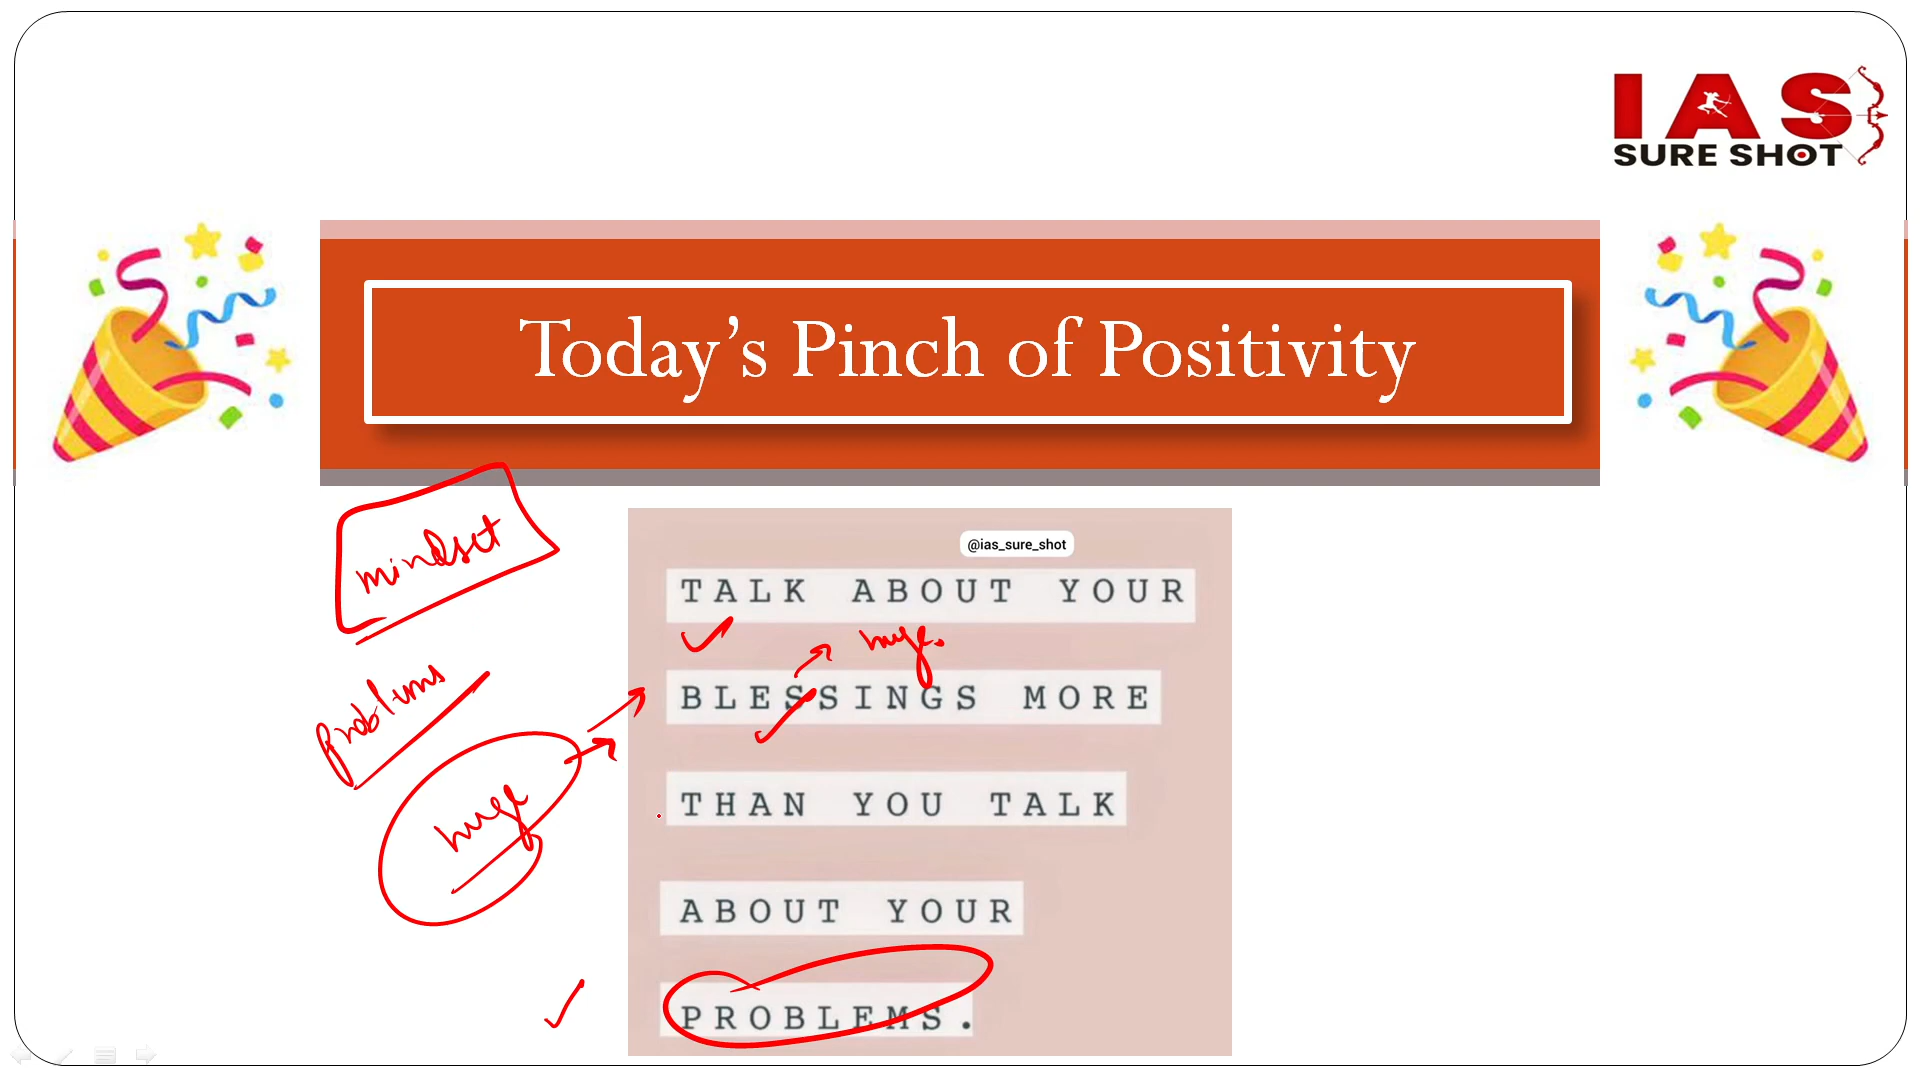 IAS
SURE SHOT
Today's Pinch of Positivity
mindset
@ias_sure_shot
TALK ABOUT YOUR
huge.
problems
BLESSINGS MORE
huge
THAN YOU TALK
ABOUT YOUR
PROBLEMS.